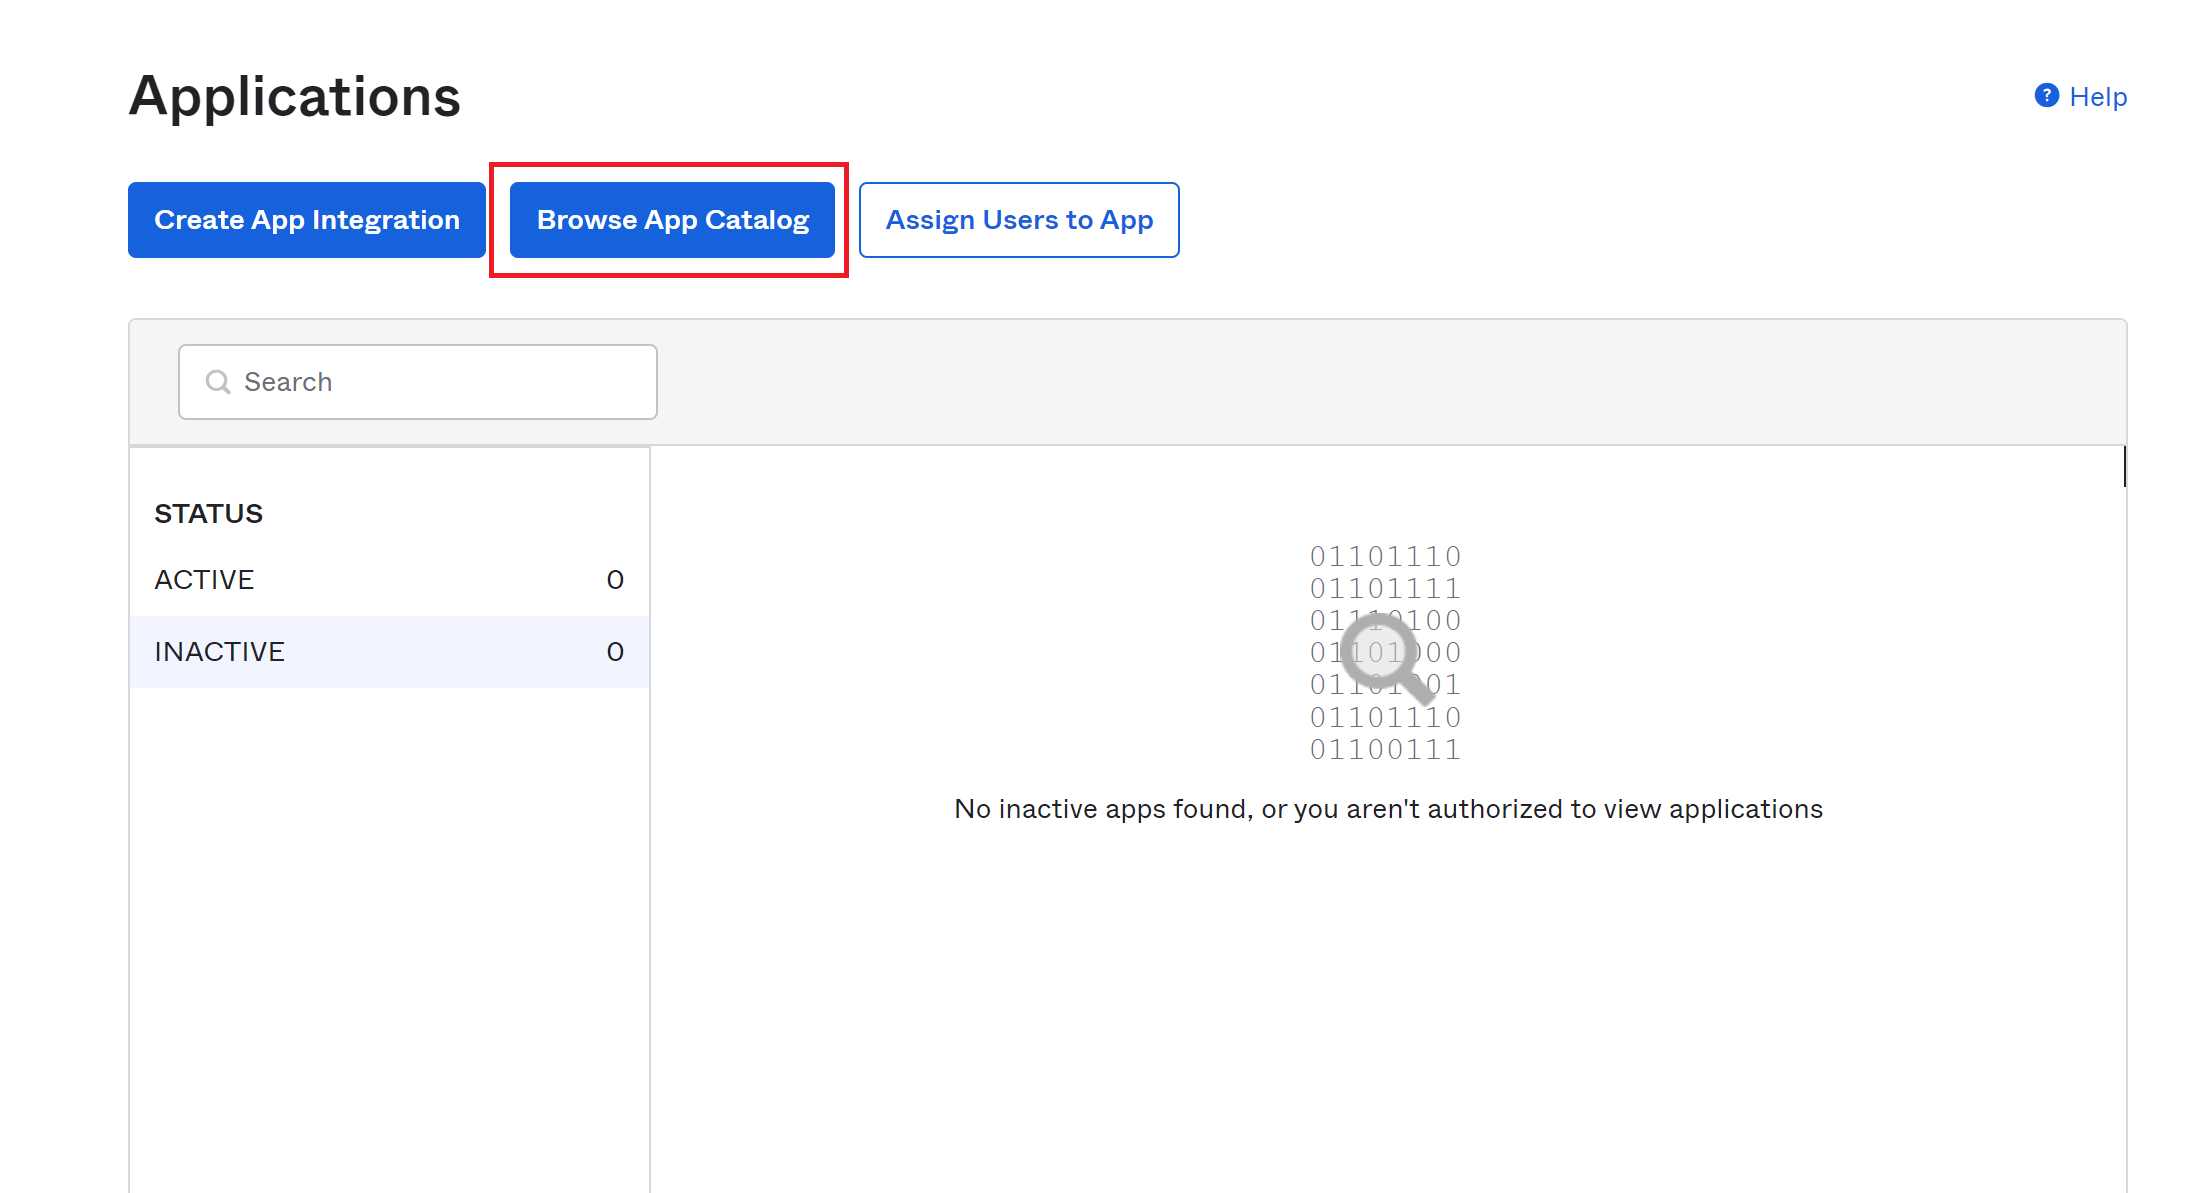 Applications
? Help
Create App Integration
Browse App Catalog
Assign Users to App
Search
STATUS
ACTIVE 0
INACTIVE 0
01101110
01101111
01110100
01101000
01101001
01101110
01100111
No inactive apps found, or you aren't authorized to view applications